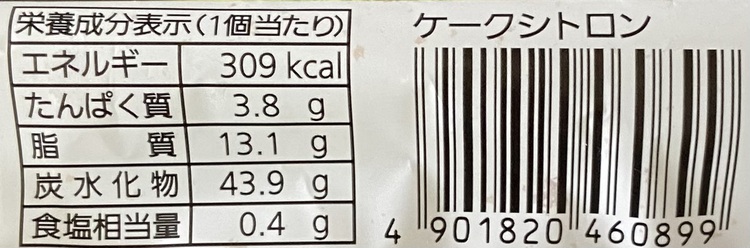 栄養成分表示(1個当たり)
エネルギー 309 kcal
たんぱく質 3.8 g
脂質 13.1 g
炭水化物 43.9 g
食塩相当量 0.4 g
ケークシトロン
4 901820 460899